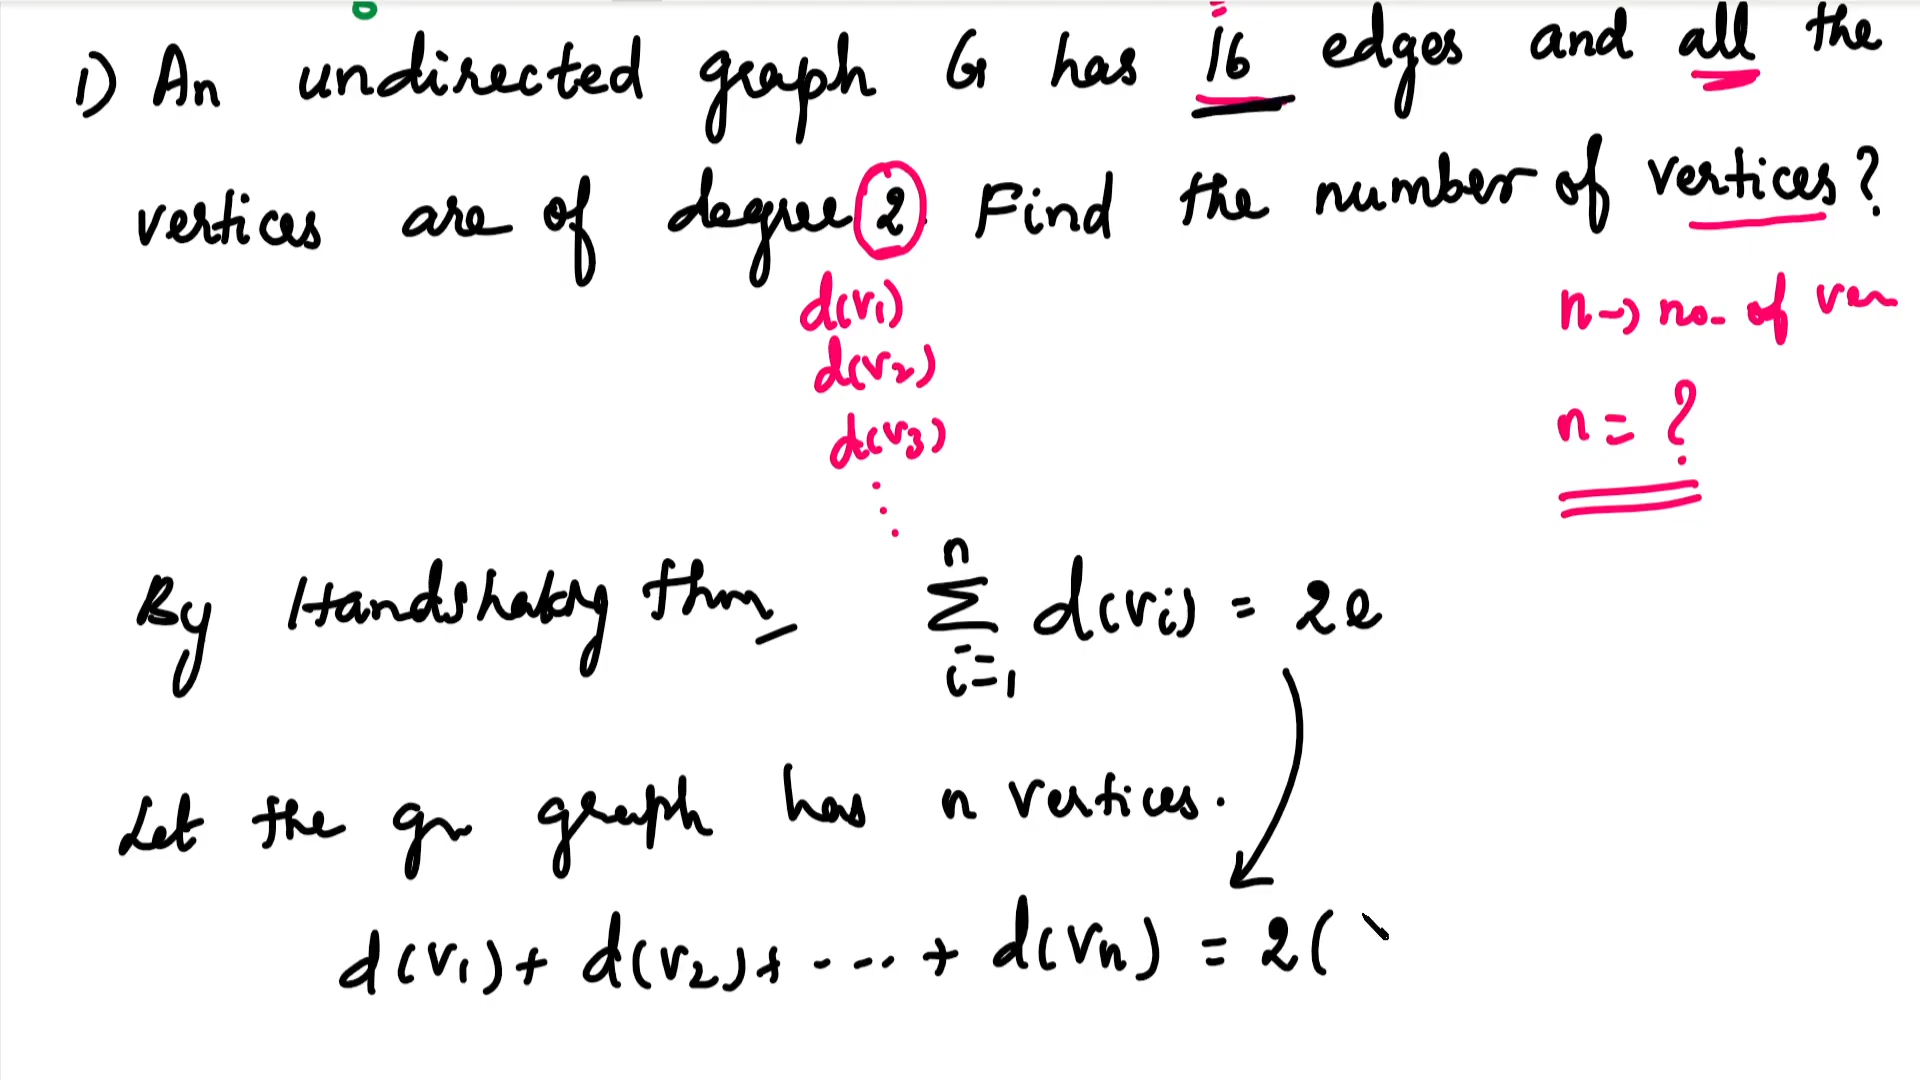 1) An undirected graph G has 16 edges and all the
vertices are of degree 2. Find the number of vertices?
d(v₁)
n → no. of ver
d(v₂)
n = ?
d(v₃)
By Handshaking thm, ∑ᵢ₌₁ⁿ d(vᵢ) = 2e
Let the gr graph has n vertices.
d(v₁) + d(v₂) + ---- + d(vₙ) = 2(